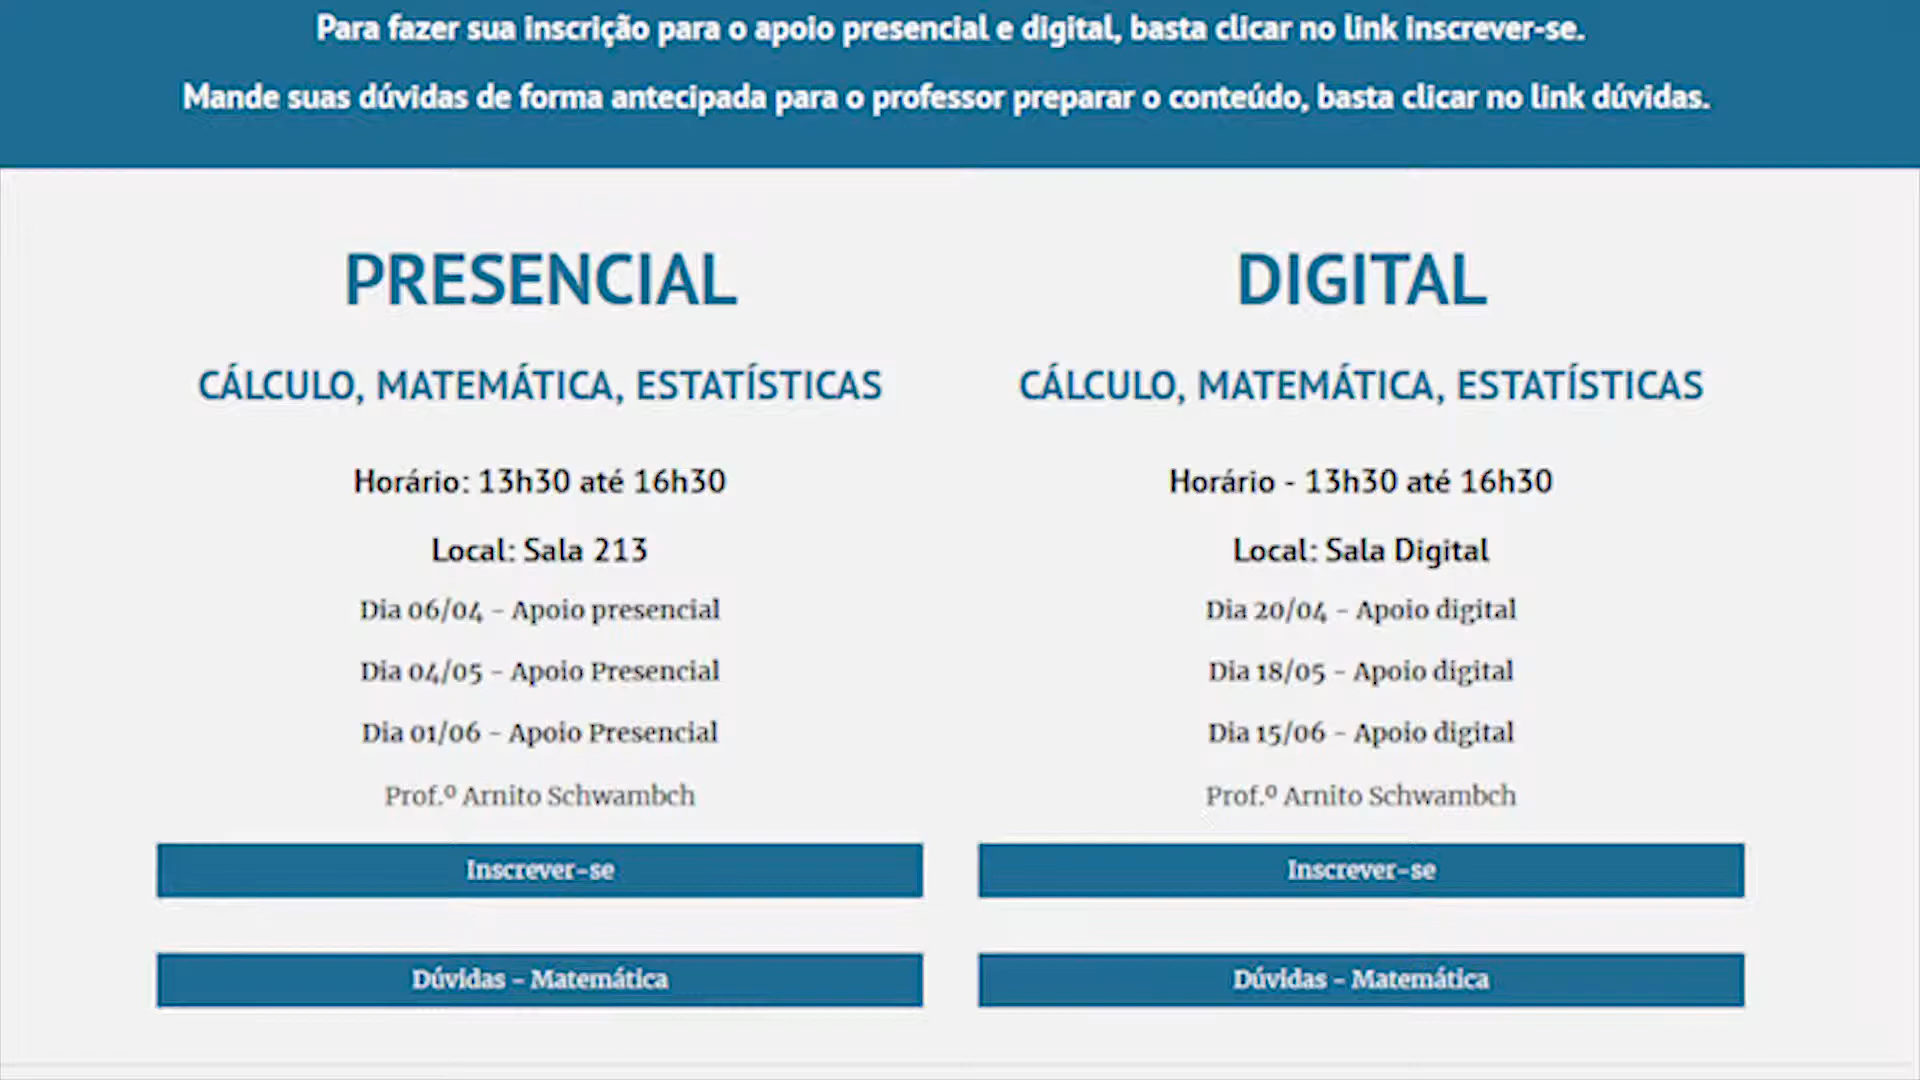 Para fazer sua inscrição para o apoio presencial e digital, basta clicar no link inscrever-se.
Mande suas dúvidas de forma antecipada para o professor preparar o conteúdo, basta clicar no link dúvidas.
PRESENCIAL
CÁLCULO, MATEMÁTICA, ESTATÍSTICAS
Horário: 13h30 até 16h30
Local: Sala 213
Dia 06/04 - Apoio presencial
Dia 04/05 - Apoio Presencial
Dia 01/06 - Apoio Presencial
Prof.º Arnito Schwambch
Inscrever-se
Dúvidas - Matemática
DIGITAL
CÁLCULO, MATEMÁTICA, ESTATÍSTICAS
Horário - 13h30 até 16h30
Local: Sala Digital
Dia 20/04 - Apoio digital
Dia 18/05 - Apoio digital
Dia 15/06 - Apoio digital
Prof.º Arnito Schwambch
Inscrever-se
Dúvidas - Matemática